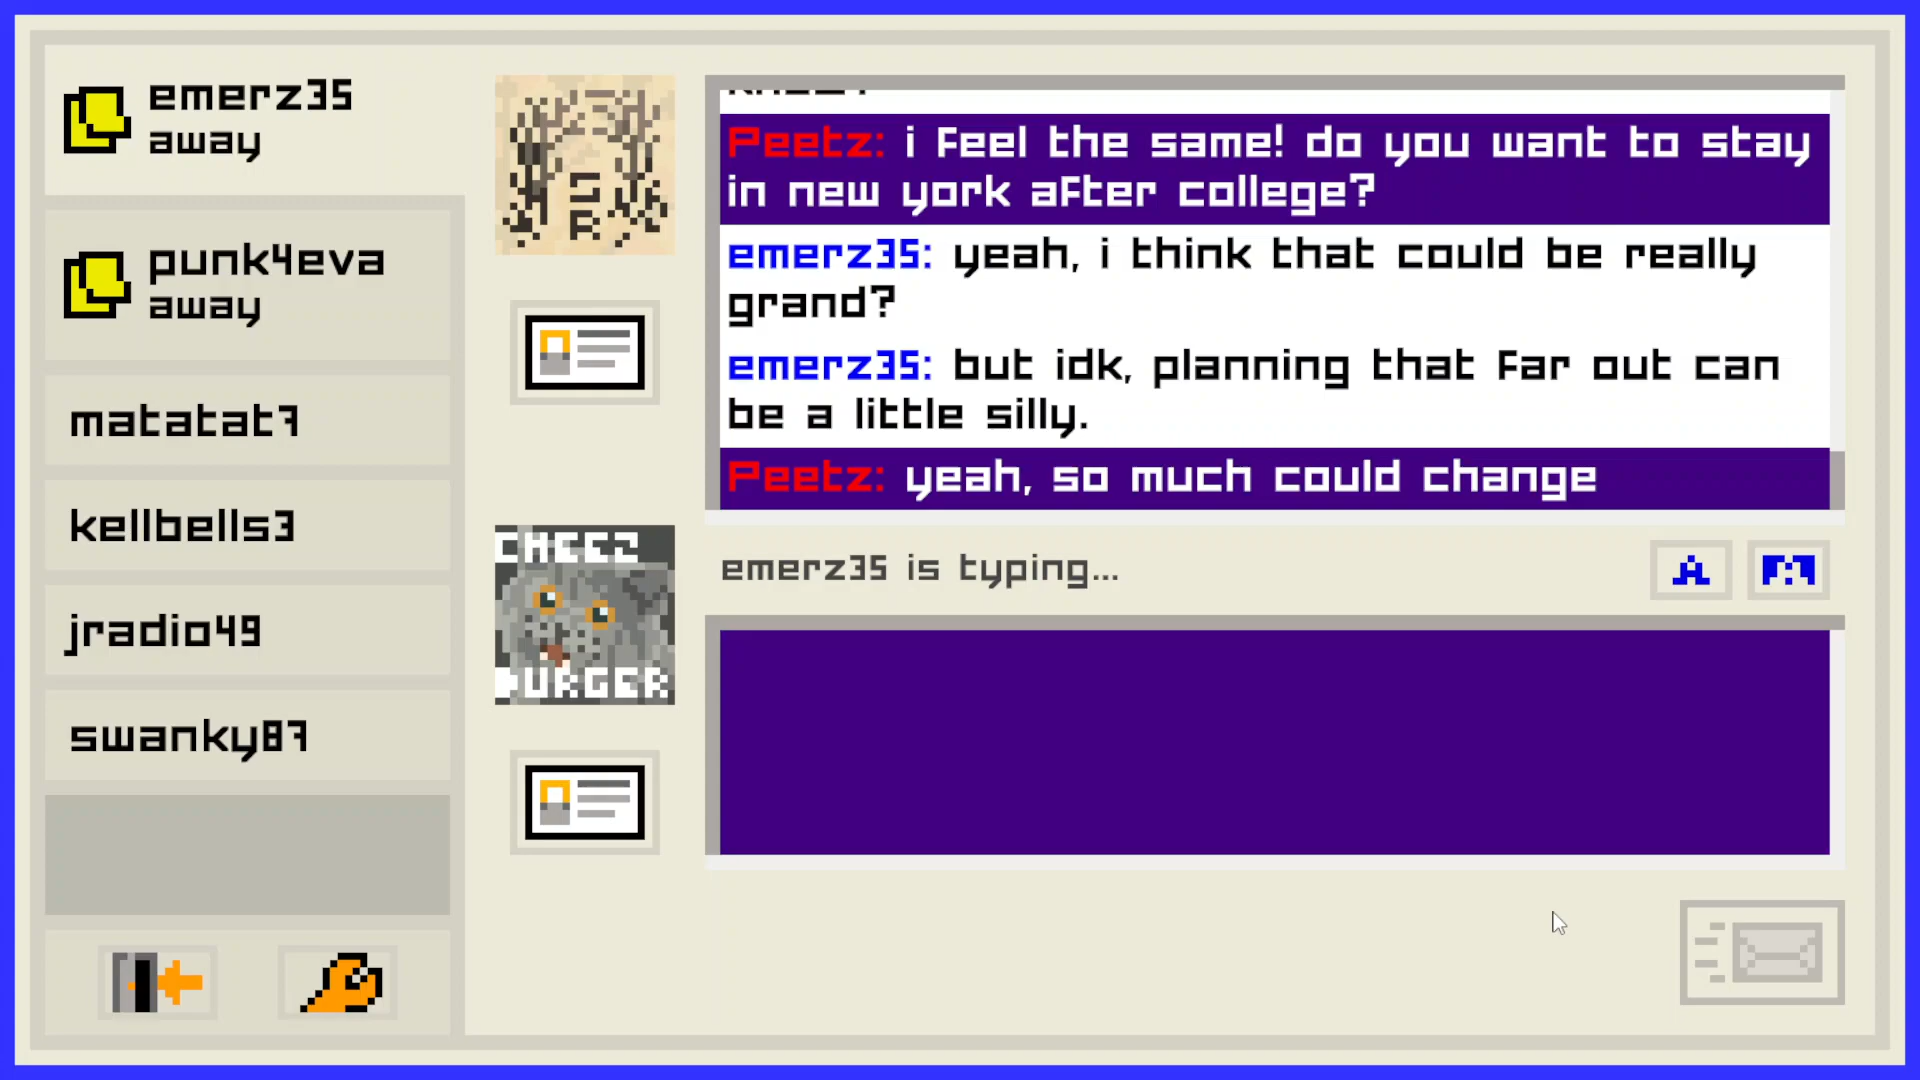 emerz35
away
punk4eva
away
matatat7
kellbells3
jradio49
swanky87
CHEEZ
BURGER
Peetz: i feel the same! do you want to stay
in new york after college?
emerz35: yeah, i think that could be really
grand?
emerz35: but idk, planning that far out can
be a little silly.
Peetz: yeah, so much could change
emerz35 is typing...